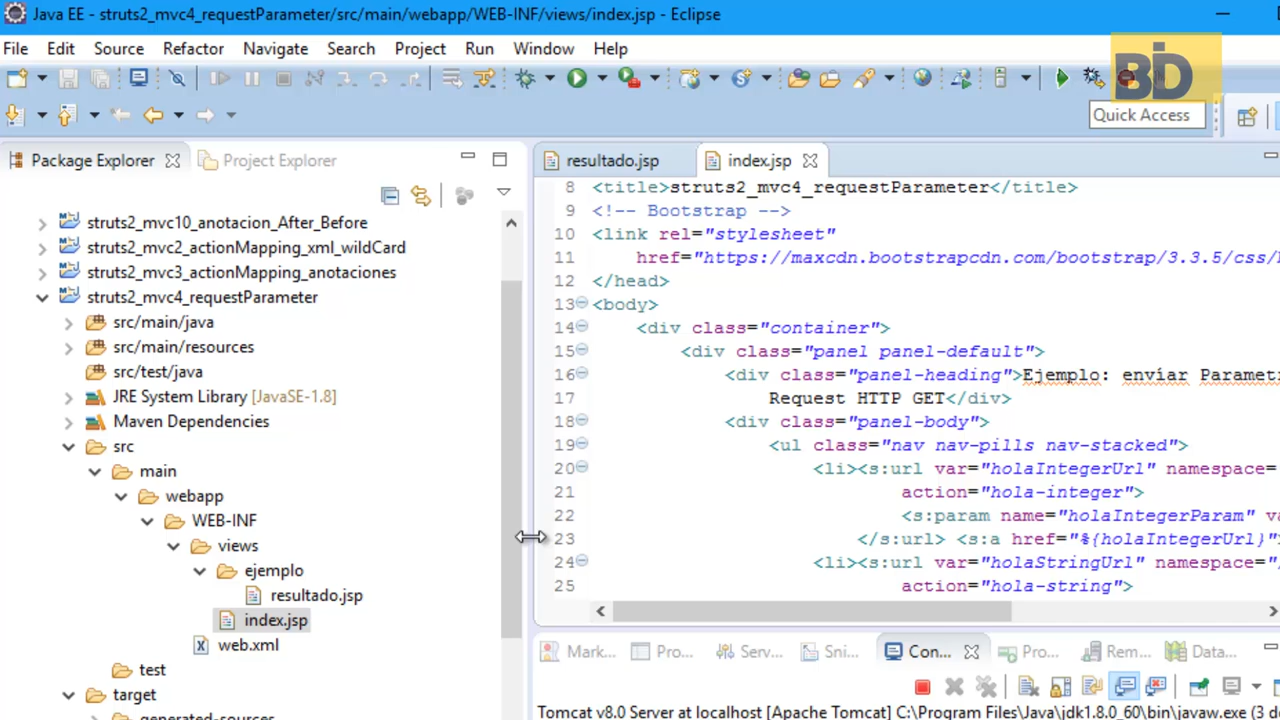 Java EE - struts2_mvc4_requestParameter/src/main/webapp/WEB-INF/views/index.jsp - Eclipse
File Edit Source Refactor Navigate Search Project Run Window Help
BD
Quick Access
Package Explorer Project Explorer
struts2_mvc10_anotacion_After_Before
struts2_mvc2_actionMapping_xml_wildCard
struts2_mvc3_actionMapping_anotaciones
struts2_mvc4_requestParameter
src/main/java
src/main/resources
src/test/java
JRE System Library [JavaSE-1.8]
Maven Dependencies
src
main
webapp
WEB-INF
views
ejemplo
resultado.jsp
index.jsp
web.xml
test
target
generated-sources
resultado.jsp index.jsp
8 <title>struts2_mvc4_requestParameter</title>
9 <!-- Bootstrap -->
10 <link rel="stylesheet"
11 href="https://maxcdn.bootstrapcdn.com/bootstrap/3.3.5/css/
12 </head>
13 <body>
14 <div class="container">
15 <div class="panel panel-default">
16 <div class="panel-heading">Ejemplo: envíar Parametr
17 Request HTTP GET</div>
18 <div class="panel-body">
19 <ul class="nav nav-pills nav-stacked">
20 <li><s:url var="holaIntegerUrl" namespace=
21 action="hola-integer">
22 <s:param name="holaIntegerParam" va
23 </s:url> <s:a href="%{holaIntegerUrl}"
24 <li><s:url var="holaStringUrl" namespace="/
25 action="hola-string">
Mark... Pro... Serv... Sni... Con... Pro... Rem... Data...
Tomcat v8.0 Server at localhost [Apache Tomcat] C:\Program Files\Java\jdk1.8.0_60\bin\javaw.exe (3 de